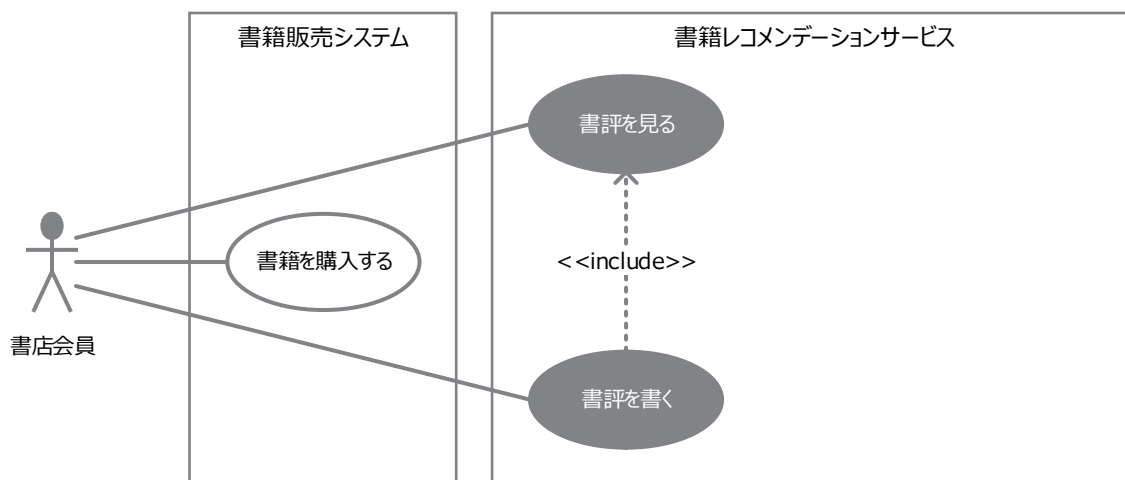 書籍販売システム
書籍レコメンデーションサービス
書評を見る
書籍を購入する
<<include>>
書店会員
書評を書く